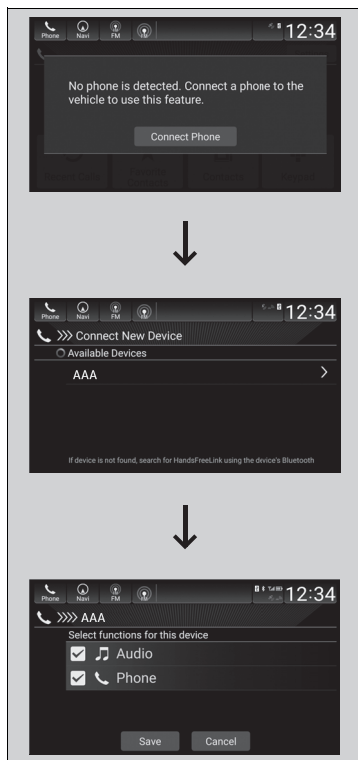 Phone
Navi
FM
12:34
No phone is detected. Connect a phone to the
vehicle to use this feature.
Connect Phone
Phone
Navi
FM
12:34
Connect New Device
Available Devices
AAA
If device is not found, search for HandsFreeLink using the device's Bluetooth
Phone
Navi
FM
12:34
AAA
Select functions for this device
Audio
Phone
Save
Cancel